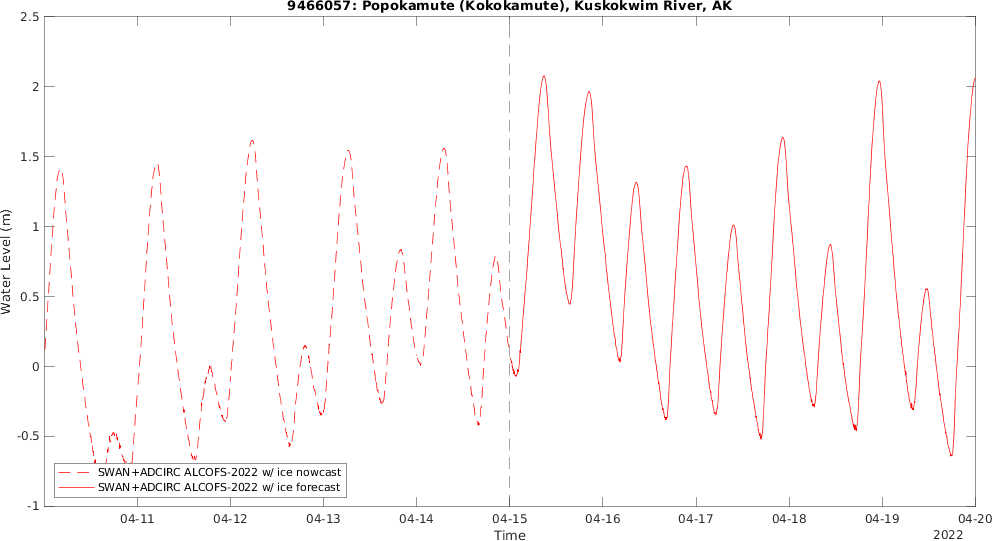 9466057: Popokamute (Kokokamute), Kuskokwim River, AK
2.5
2
1.5
1
0.5
0
-0.5
-1
Water Level (m)
SWAN+ADCIRC ALCOFS-2022 w/ ice nowcast
SWAN+ADCIRC ALCOFS-2022 w/ ice forecast
04-11 04-12 04-13 04-14 04-15 04-16 04-17 04-18 04-19 04-20
Time
2022